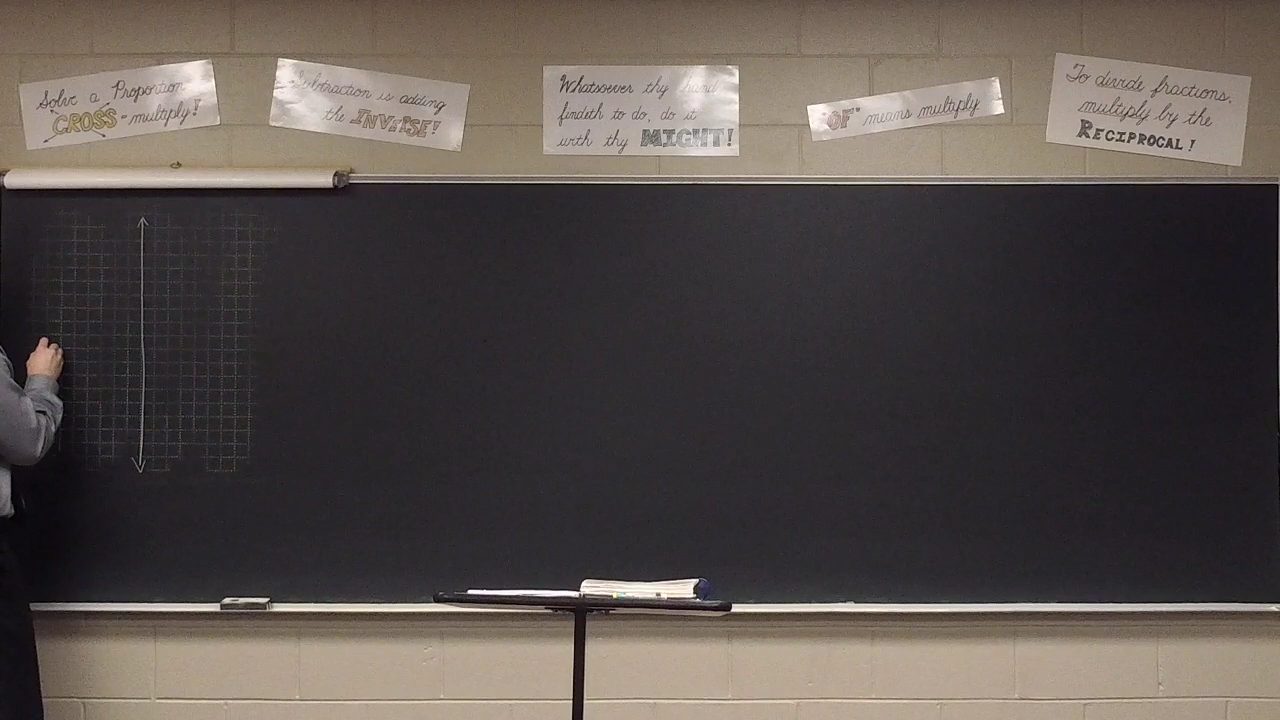 Solve a Proportion
CROSS-multiply!
Subtraction is adding
the INVERSE!
Whatsoever thy hand
findeth to do, do it
with thy MIGHT!
"OF" means multiply
To divide fractions,
multiply by the
RECIPROCAL!